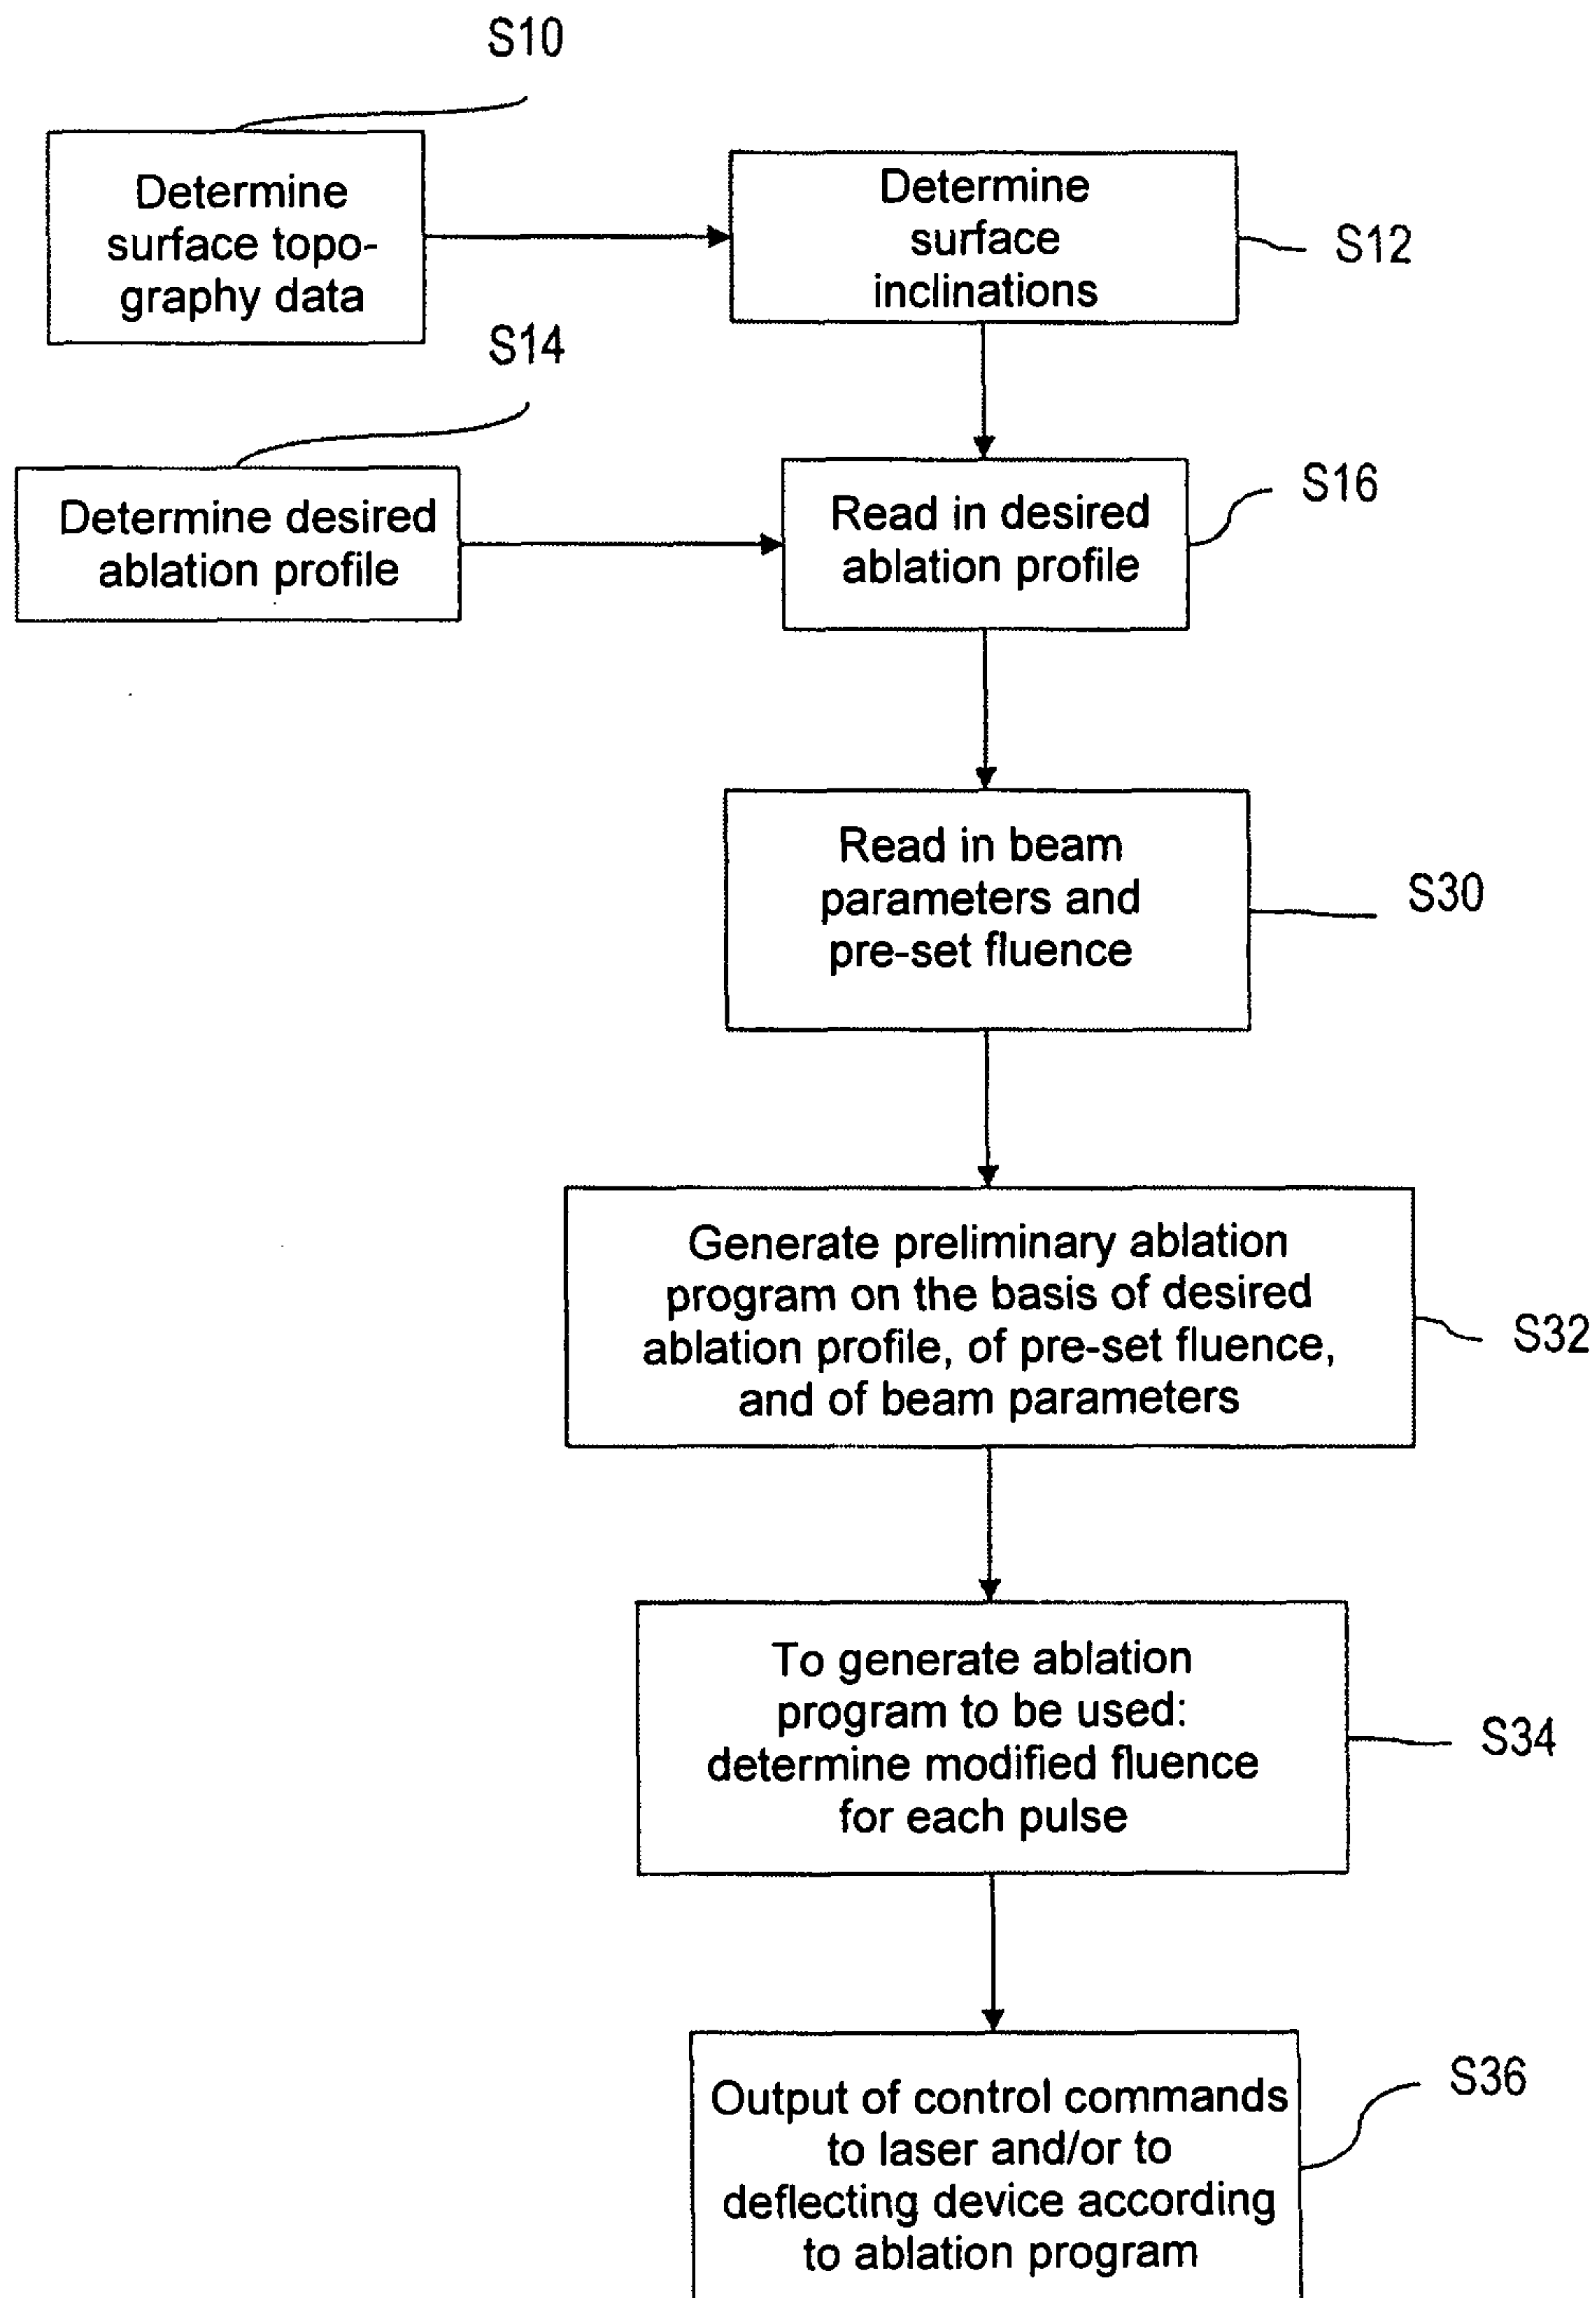 S10
Determine
surface topo-
graphy data
Determine
surface
inclinations
S12
S14
Determine desired
ablation profile
Read in desired
ablation profile
S16
Read in beam
parameters and
pre-set fluence
S30
Generate preliminary ablation
program on the basis of desired
ablation profile, of pre-set fluence,
and of beam parameters
S32
To generate ablation
program to be used:
determine modified fluence
for each pulse
S34
Output of control commands
to laser and/or to
deflecting device according
to ablation program
S36